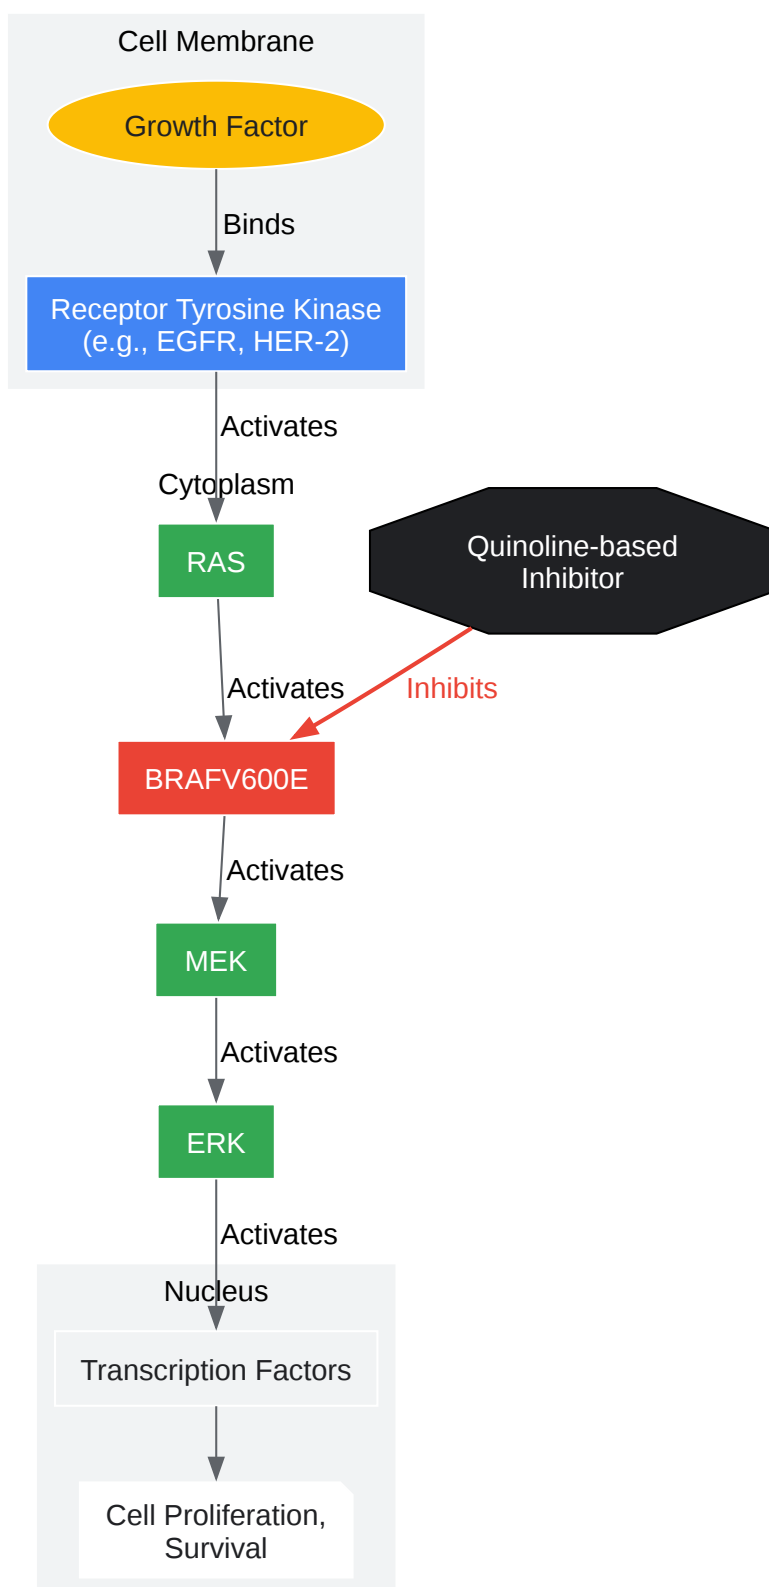 Cell Membrane
Growth Factor
Binds
Receptor Tyrosine Kinase
(e.g., EGFR, HER-2)
Activates
Cytoplasm
RAS
Quinoline-based
Inhibitor
Activates
Inhibits
BRAFV600E
Activates
MEK
Activates
ERK
Activates
Nucleus
Transcription Factors
Cell Proliferation,
Survival